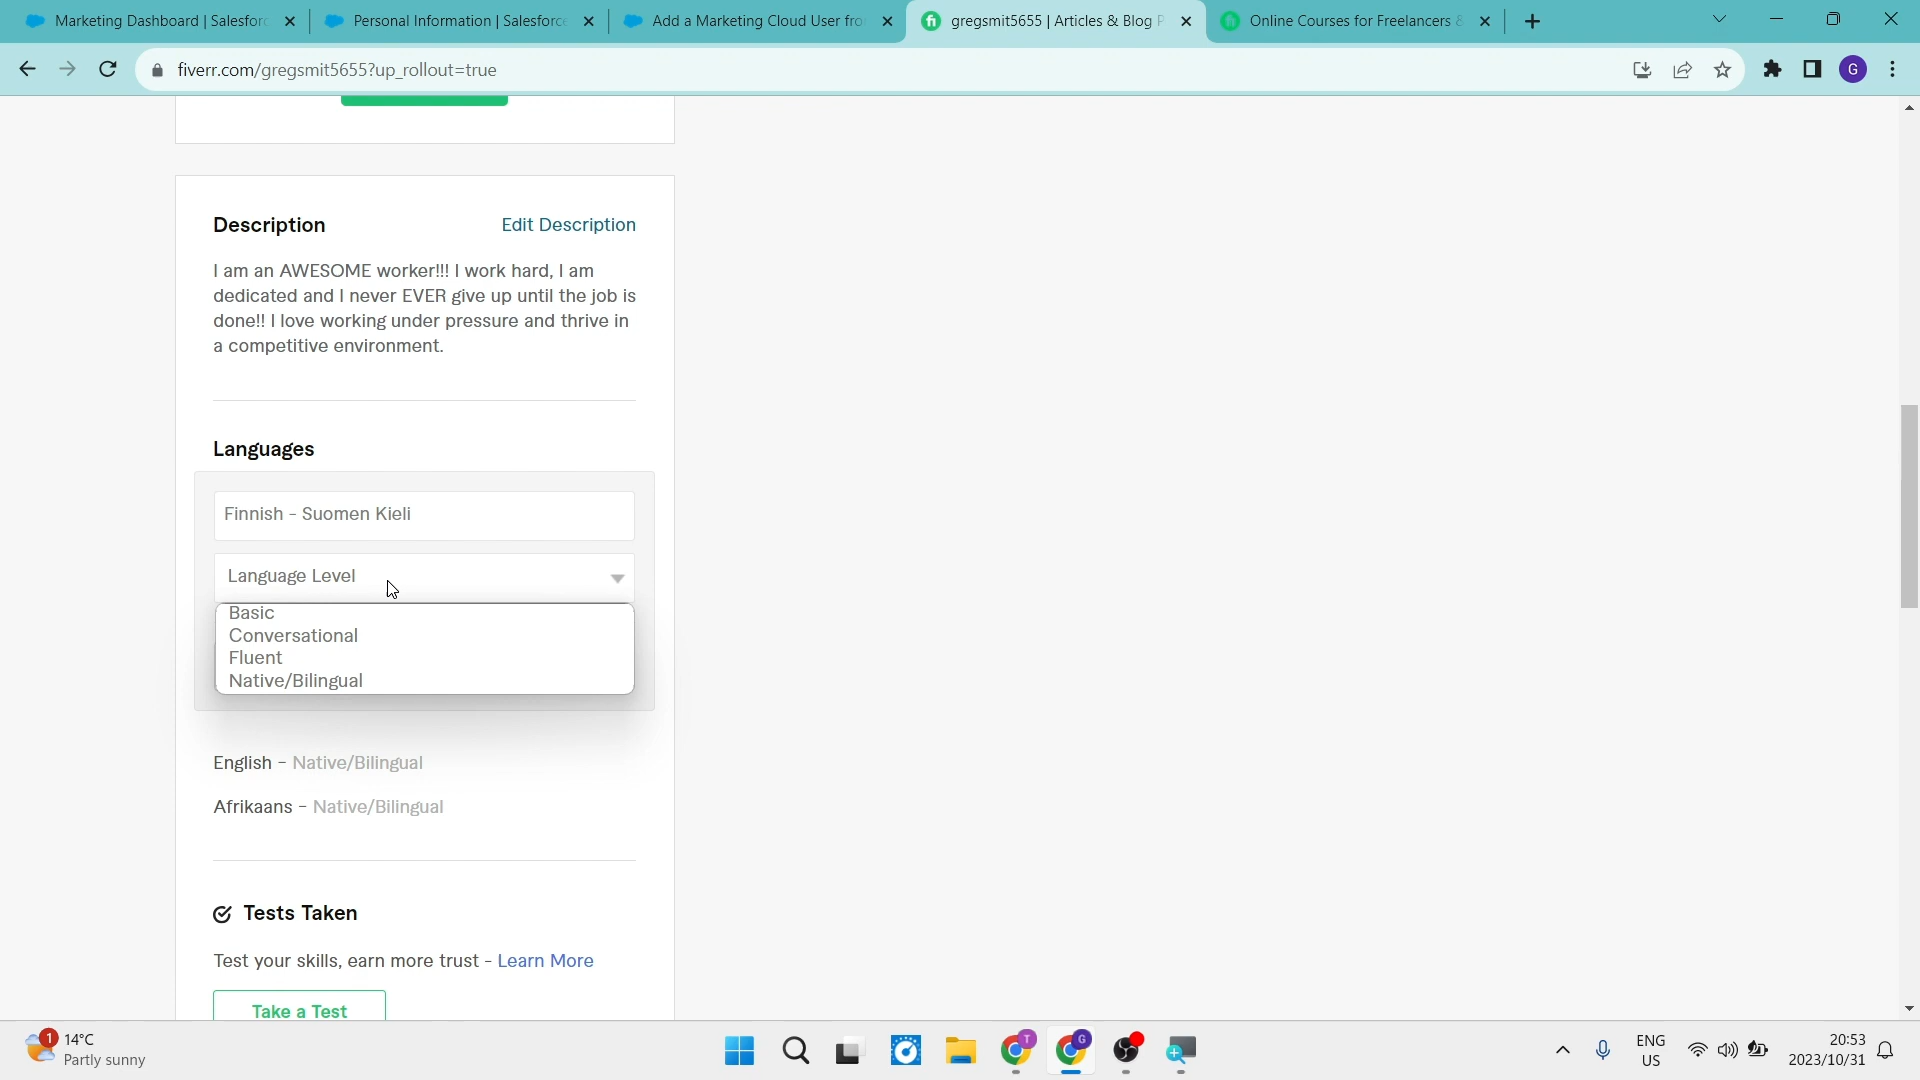 Marketing Dashboard | Salesforc
Personal Information | Salesforce
Add a Marketing Cloud User fro
gregsmit5655 | Articles & Blog P
Online Courses for Freelancers &
fiverr.com/gregsmit5655?up_rollout=true
G
Description
Edit Description
I am an AWESOME worker!!! I work hard, I am
dedicated and I never EVER give up until the job is
done!! I love working under pressure and thrive in
a competitive environment.
Languages
Finnish - Suomen Kieli
Language Level
Basic
Conversational
Fluent
Native/Bilingual
English - Native/Bilingual
Afrikaans - Native/Bilingual
Tests Taken
Test your skills, earn more trust - Learn More
Take a Test
1
14°C
Partly sunny
T
G
ENG
US
20:53
2023/10/31